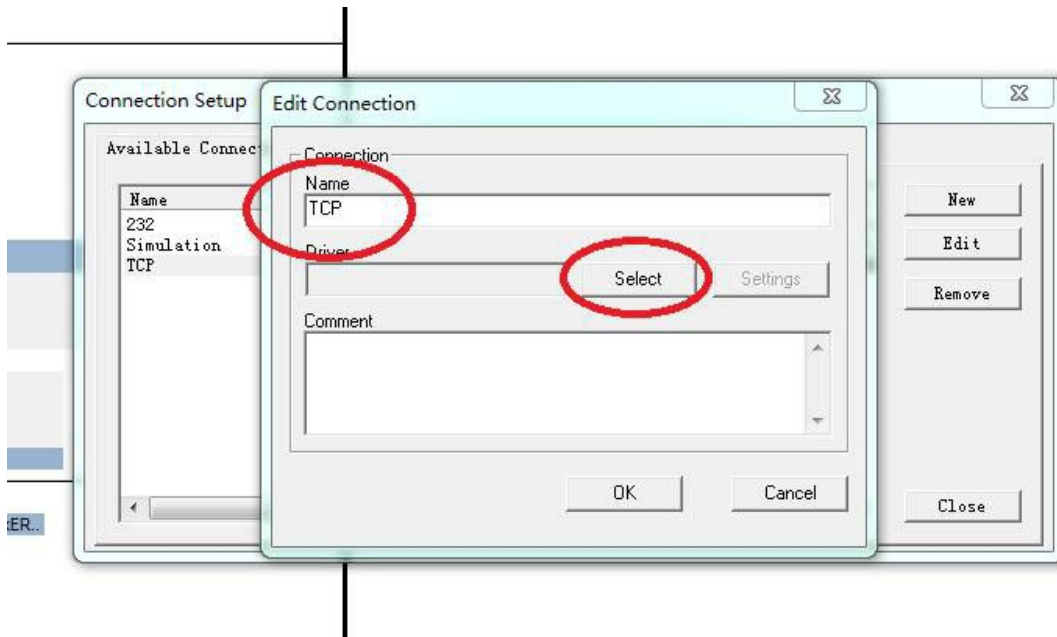 Connection Setup
Edit Connection
Available Connec
Connection
Name
Name
TCP
New
232
Simulation
Edit
TCP
Driver
Select
Settings
Remove
Comment
OK
Cancel
Close
ER..